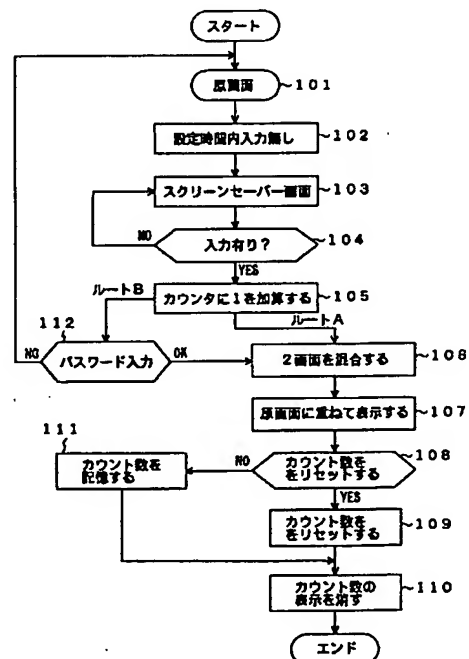 スタート
原画面
101
設定時間内入力無し
102
スクリーンセーバー画面
103
NO
入力有り?
104
YES
ルートB
カウンタに1を加算する
105
112
ルートA
NO
パスワード入力
OK
2画面を混合する
106
原画面に重ねて表示する
107
111
カウント数を
記憶する
NO
カウント数を
をリセットする
108
YES
カウント数を
をリセットする
109
カウント数の
表示を消す
110
エンド